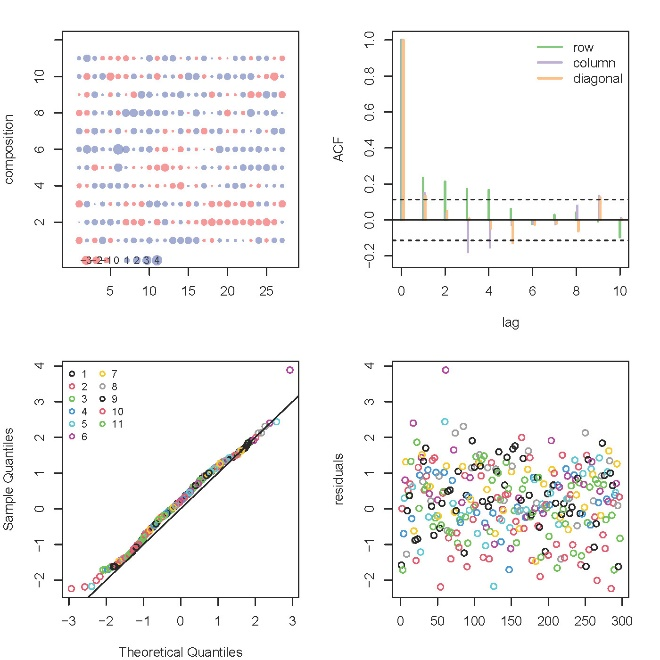 composition
10
8
6
4
2
−3−2−1 0 1 2 3 4
5 10 15 20 25
ACF
1.0
0.8
0.6
0.4
0.2
0.0
−0.2
row
column
diagonal
0 2 4 6 8 10
lag
Sample Quantiles
4
3
2
1
0
−1
−2
1 7
2 8
3 9
4 10
5 11
6
−3 −2 −1 0 1 2 3
Theoretical Quantiles
residuals
4
3
2
1
0
−1
−2
0 50 100 150 200 250 300